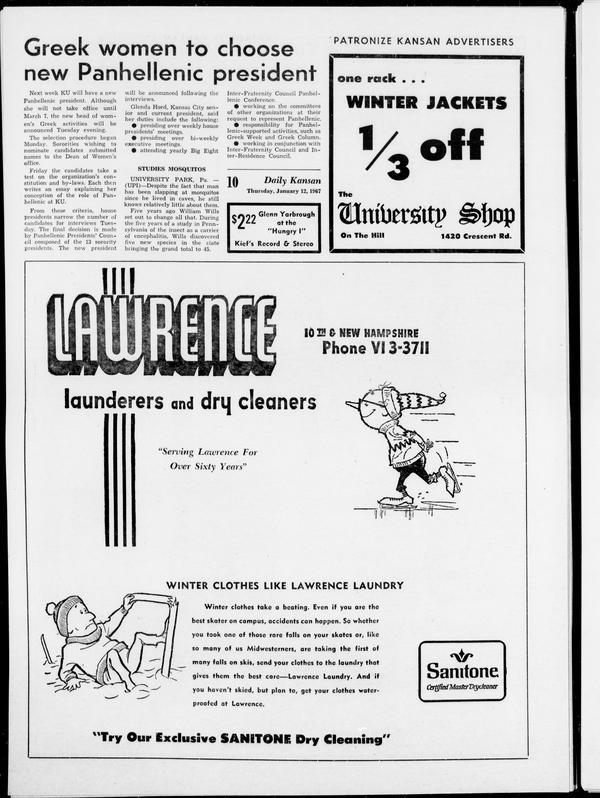 Greek women to choose
new Panhellenic president
Next week KU will have a new
Panhellenic president. Although
she will not take office until
March 7, the new head of wom-
en's Greek activities will be
announced Tuesday evening.
The selection procedure began
Monday. Sororities wishing to
nominate candidates submitted
names to the Dean of Women's
office.
Friday the candidates take a
test on the organization's con-
stitution and by-laws. Each then
writes an essay explaining her
conception of the role of Pan-
hellenic at KU.
From these criteria, house
presidents narrow the number of
candidates for interviews Tues-
day. The final decision is made
by Panhellenic Presidents' Coun-
cil composed of the 13 sorority
presidents. The new president
will be announced following the
interviews.
Glenda Hurd, Kansas City sen-
ior and current president, said
her duties include the following:
● presiding over weekly house
presidents' meetings.
● presiding over bi-weekly
executive meetings.
● attending yearly Big Eight
Inter-Fraternity Council Panhel-
lenic Conference.
● working on the committees
of other organizations at their
request to represent Panhellenic.
● responsibility for Panhel-
lenic-supported activities, such as
Greek Week and Greek Column.
● working in conjunction with
Inter-Fraternity Council and In-
ter-Residence Council.
STUDIES MOSQUITOS
UNIVERSITY PARK, Pa. —
(UPI)—Despite the fact that man
has been slapping at mosquitos
since he lived in caves, he still
knows relatively little about them.
Five years ago William Wills
set out to change all that. During
the five years of a study in Penn-
sylvania of the insect as a carrier
of encephalitis, Wills discovered
five new species in the state
bringing the grand total to 45.
10 Daily Kansan
Thursday, January 12, 1967
$2.22 Glenn Yarbrough
at the
"Hungry I"
Kief's Record & Stereo
PATRONIZE KANSAN ADVERTISERS
one rack . . .
WINTER JACKETS
1/3 off
The
University Shop
On The Hill 1420 Crescent Rd.
LAWRENCE
10TH & NEW HAMPSHIRE
Phone VI 3-3711
launderers and dry cleaners
"Serving Lawrence For
Over Sixty Years"
WINTER CLOTHES LIKE LAWRENCE LAUNDRY
Winter clothes take a beating. Even if you are the
best skater on campus, accidents can happen. So whether
you took one of those rare falls on your skates or, like
so many of us Midwesterners, are taking the first of
many falls on skis, send your clothes to the laundry that
gives them the best care—Lawrence Laundry. And if
you haven't skied, but plan to, get your clothes water-
proofed at Lawrence.
Sanitone
Certified Master Drycleaner
"Try Our Exclusive SANITONE Dry Cleaning"